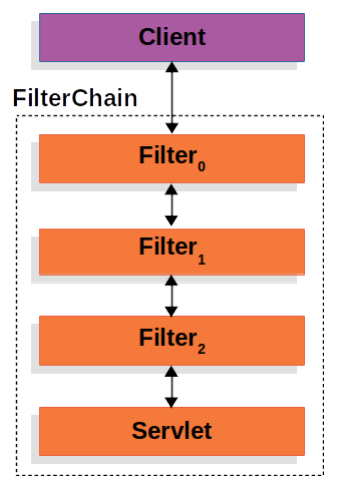 Client
FilterChain
Filter₀
Filter₁
Filter₂
Servlet